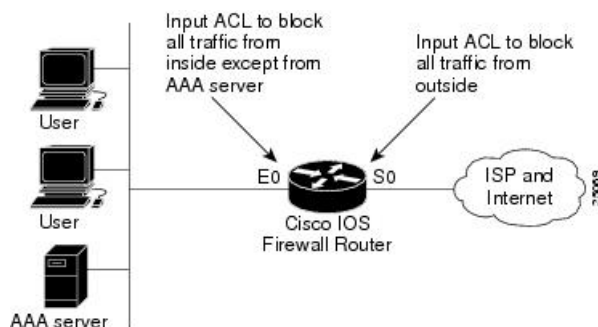 Input ACL to block
all traffic from
inside except from
AAA server
Input ACL to block
all traffic from
outside
User
User
AAA server
E0
S0
Cisco IOS
Firewall Router
ISP and
Internet